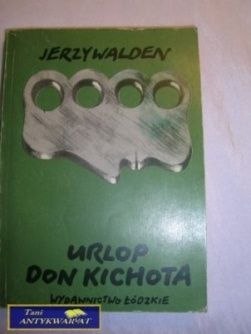 JERZY WALDEN
URLOP
DON KICHOTA
WYDAWNICTWO ŁÓDZKIE
Tani
ANTYKWARIAT